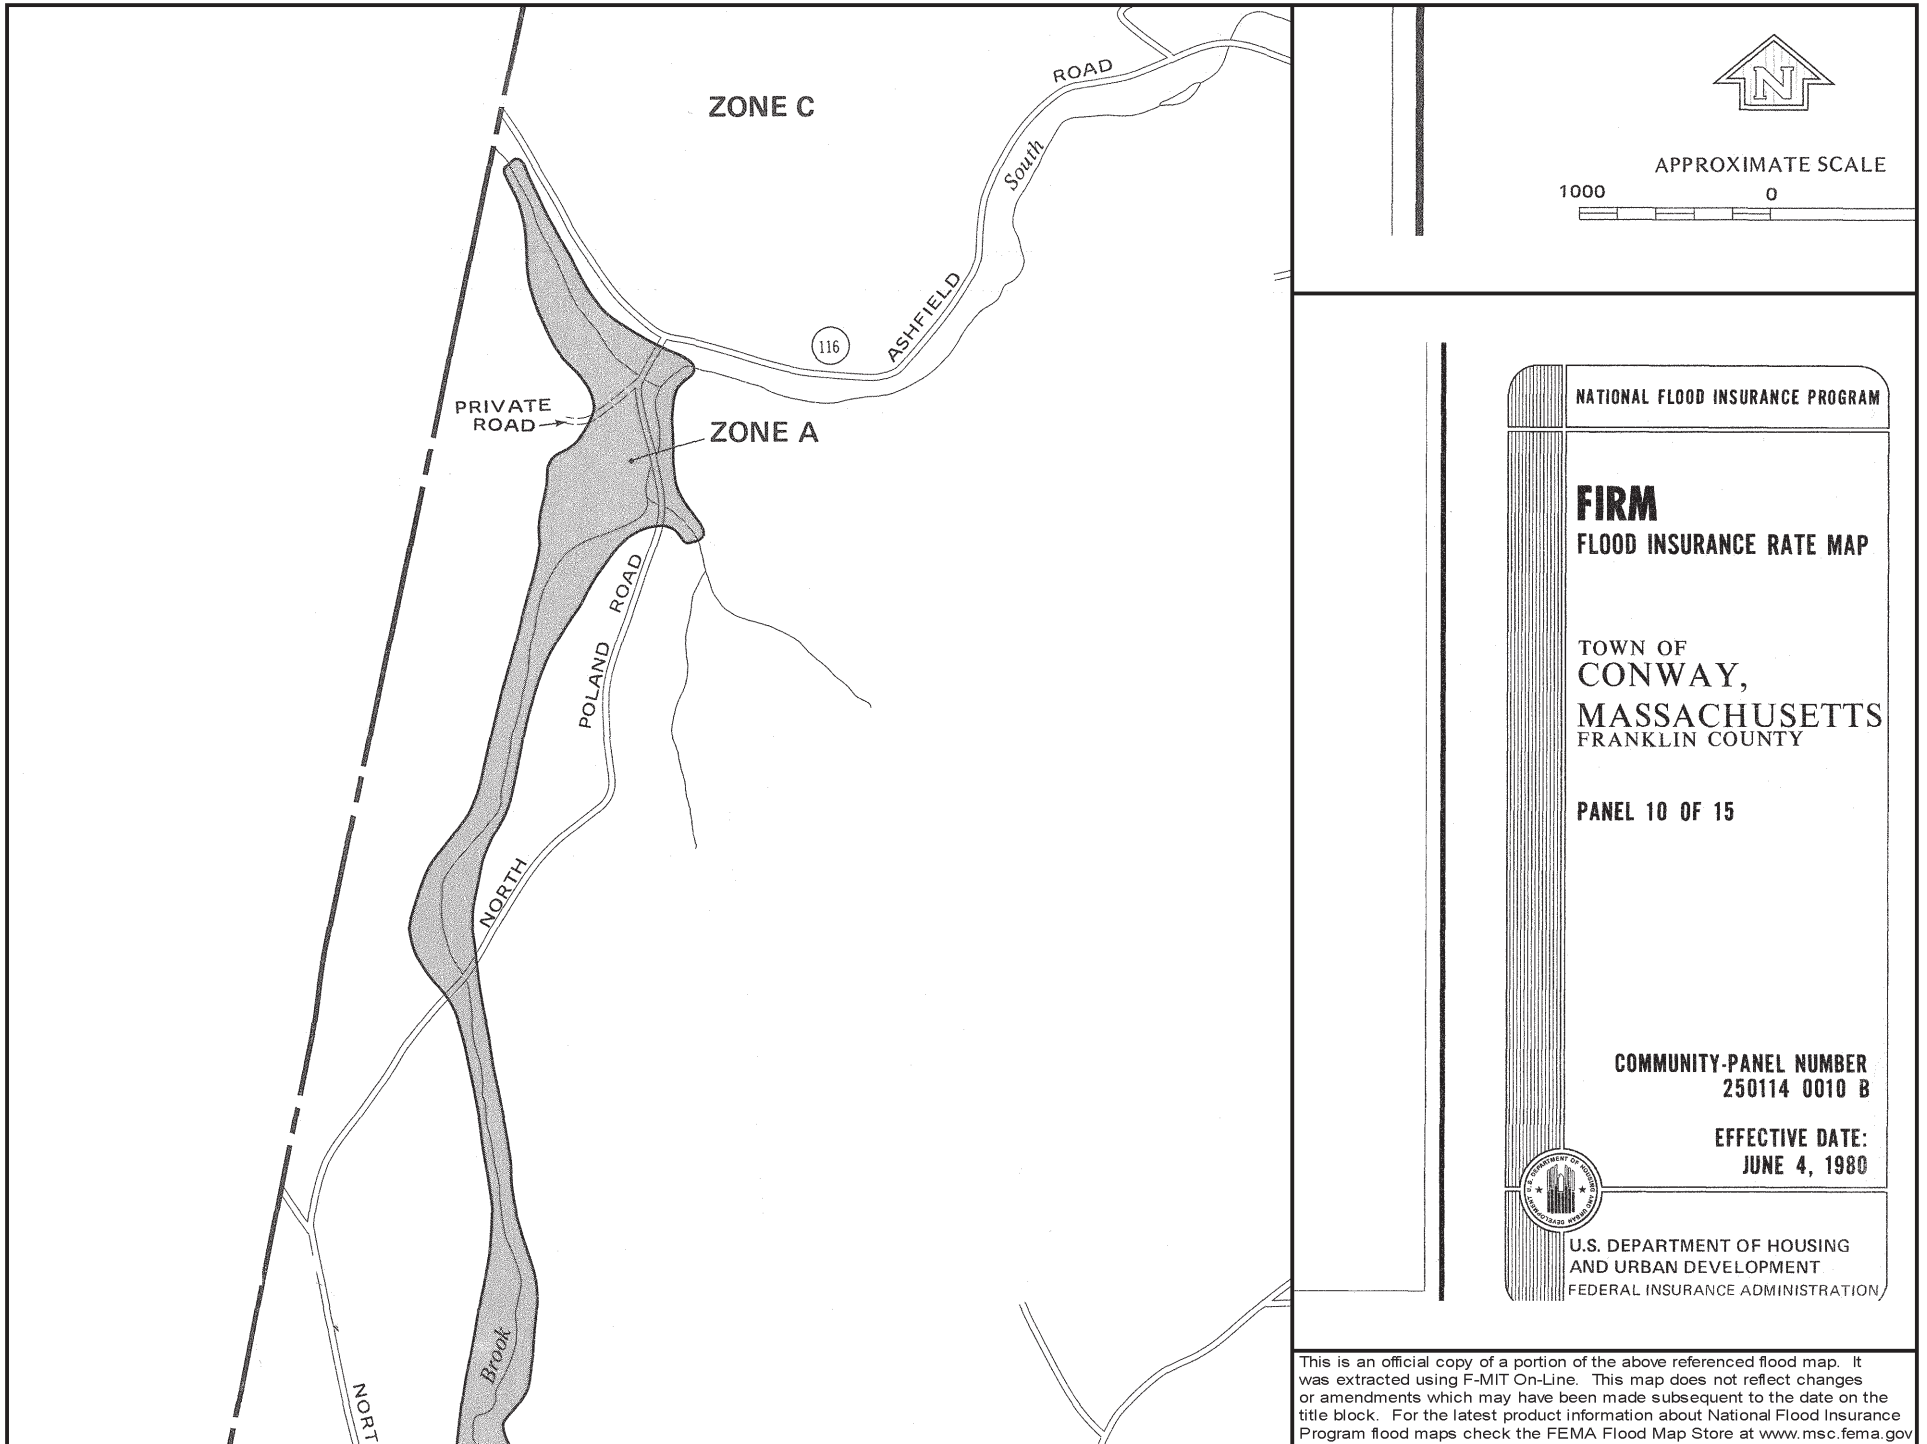 ZONE C
ROAD
South
ASHFIELD
116
PRIVATE
ROAD
ZONE A
ROAD
POLAND
NORTH
Brook
NORT
N
APPROXIMATE SCALE
1000 0
NATIONAL FLOOD INSURANCE PROGRAM
FIRM
FLOOD INSURANCE RATE MAP
TOWN OF
CONWAY,
MASSACHUSETTS
FRANKLIN COUNTY
PANEL 10 OF 15
COMMUNITY-PANEL NUMBER
250114 0010 B
EFFECTIVE DATE:
JUNE 4, 1980
U.S. DEPARTMENT OF HOUSING AND URBAN DEVELOPMENT
U.S. DEPARTMENT OF HOUSING
AND URBAN DEVELOPMENT
FEDERAL INSURANCE ADMINISTRATION
This is an official copy of a portion of the above referenced flood map. It
was extracted using F-MIT On-Line. This map does not reflect changes
or amendments which may have been made subsequent to the date on the
title block. For the latest product information about National Flood Insurance
Program flood maps check the FEMA Flood Map Store at www.msc.fema.gov